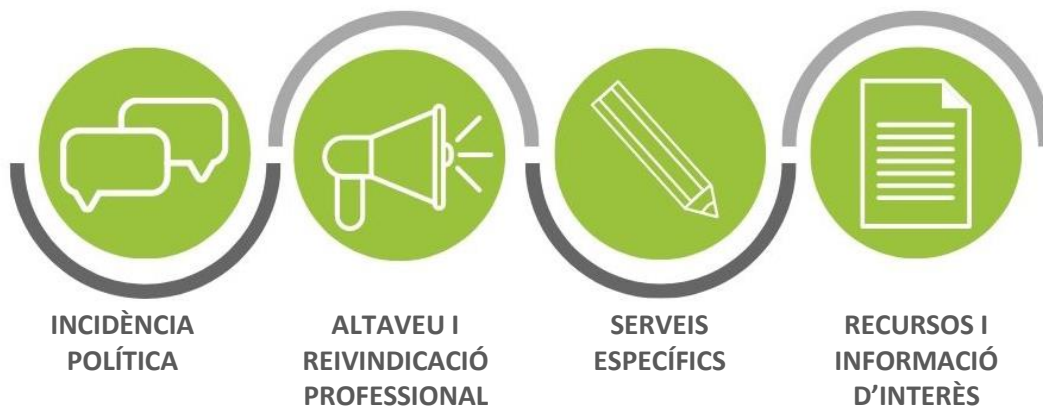 INCIDÈNCIA
POLÍTICA
ALTAVEU I
REIVINDICACIÓ
PROFESSIONAL
SERVEIS
ESPECÍFICS
RECURSOS I
INFORMACIÓ
D’INTERÈS